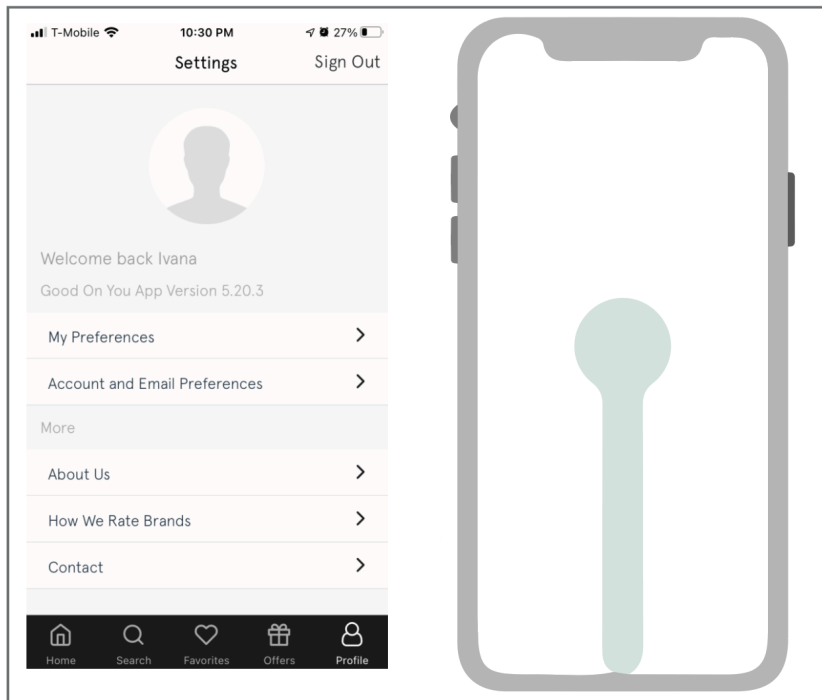 T-Mobile 10:30 PM 27%
Settings Sign Out
Welcome back Ivana
Good On You App Version 5.20.3
My Preferences
Account and Email Preferences
More
About Us
How We Rate Brands
Contact
Home Search Favorites Offers Profile